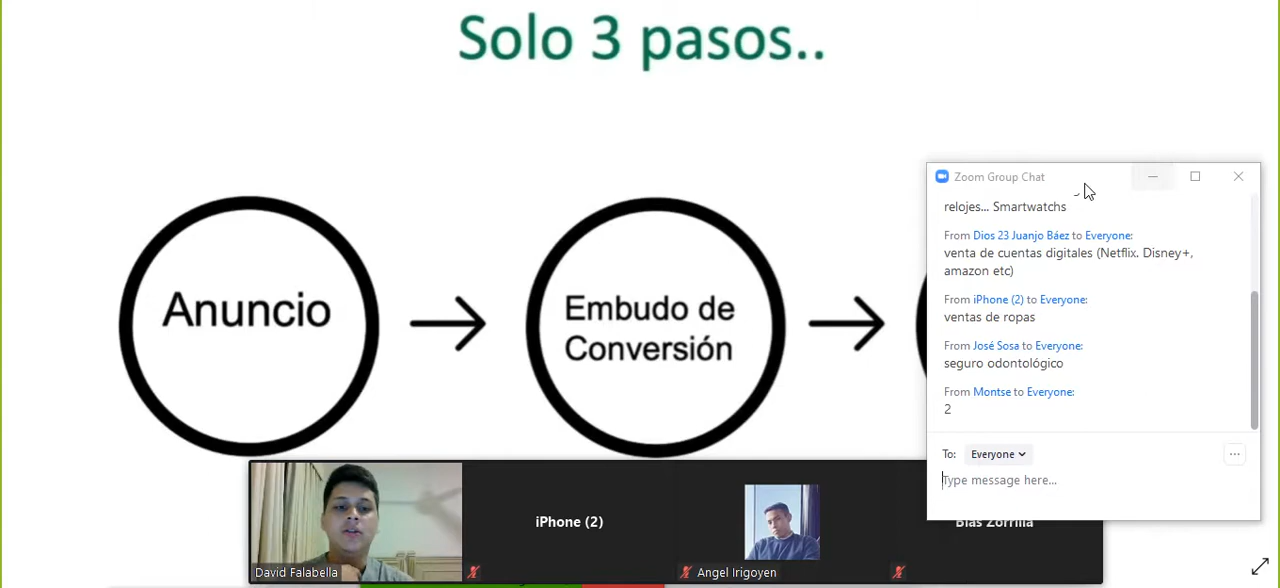 Solo 3 pasos..
Anuncio
Embudo de
Conversión
Zoom Group Chat
relojes... Smartwatchs
From Dios 23 Juanjo Báez to Everyone:
venta de cuentas digitales (Netflix. Disney+,
amazon etc)
From iPhone (2) to Everyone:
ventas de ropas
From José Sosa to Everyone:
seguro odontológico
From Montse to Everyone:
2
To: Everyone
Type message here...
David Falabella
iPhone (2)
Angel Irigoyen
Blas Zorrilla